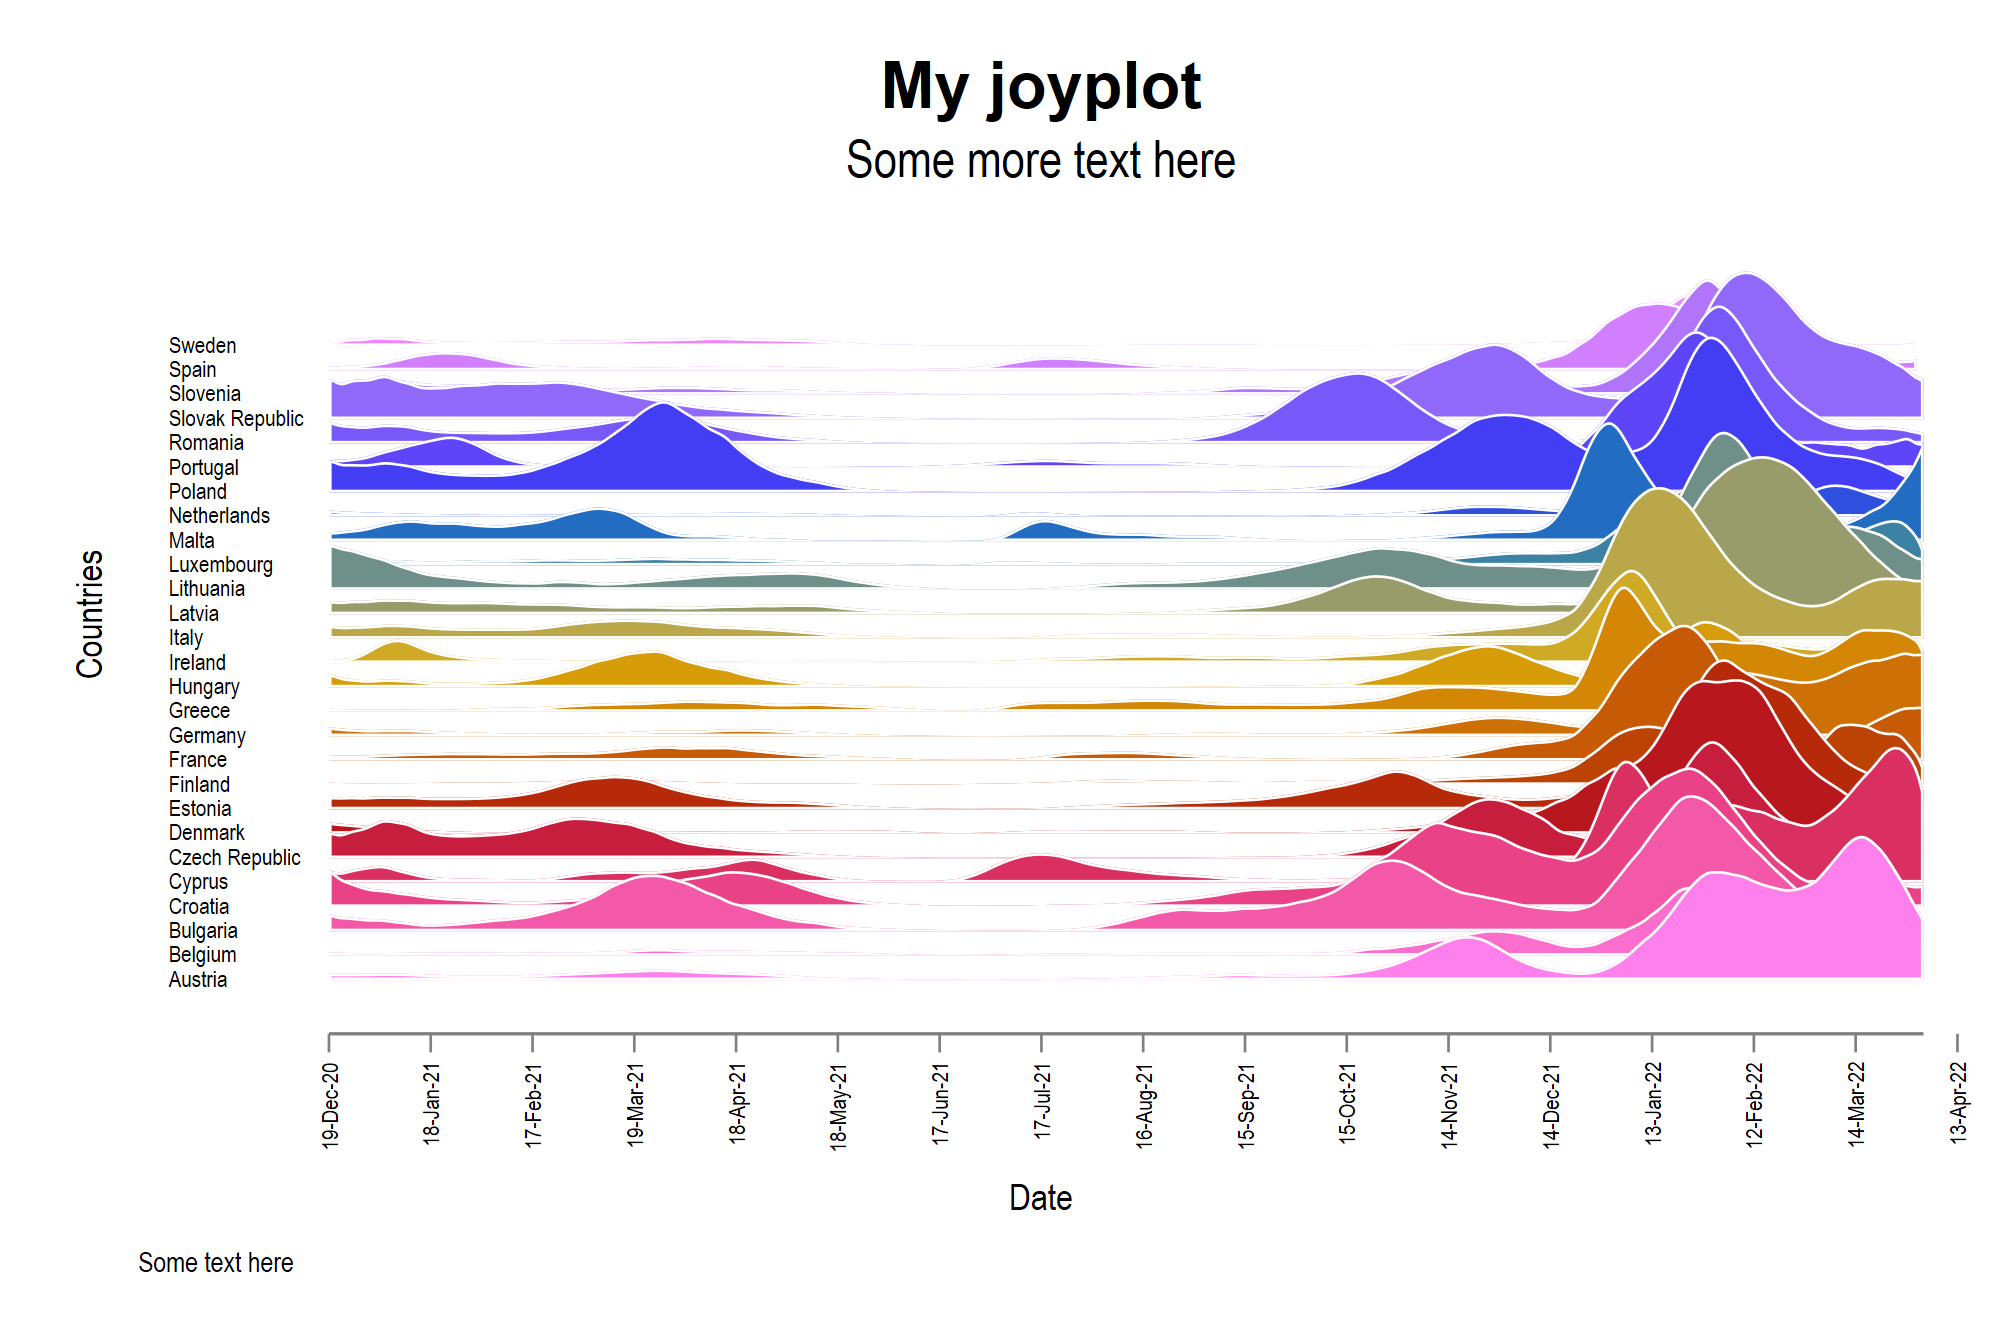 My joyplot
Some more text here
Countries
Sweden
Spain
Slovenia
Slovak Republic
Romania
Portugal
Poland
Netherlands
Malta
Luxembourg
Lithuania
Latvia
Italy
Ireland
Hungary
Greece
Germany
France
Finland
Estonia
Denmark
Czech Republic
Cyprus
Croatia
Bulgaria
Belgium
Austria
19-Dec-20
18-Jan-21
17-Feb-21
19-Mar-21
18-Apr-21
18-May-21
17-Jun-21
17-Jul-21
16-Aug-21
15-Sep-21
15-Oct-21
14-Nov-21
14-Dec-21
13-Jan-22
12-Feb-22
14-Mar-22
13-Apr-22
Date
Some text here